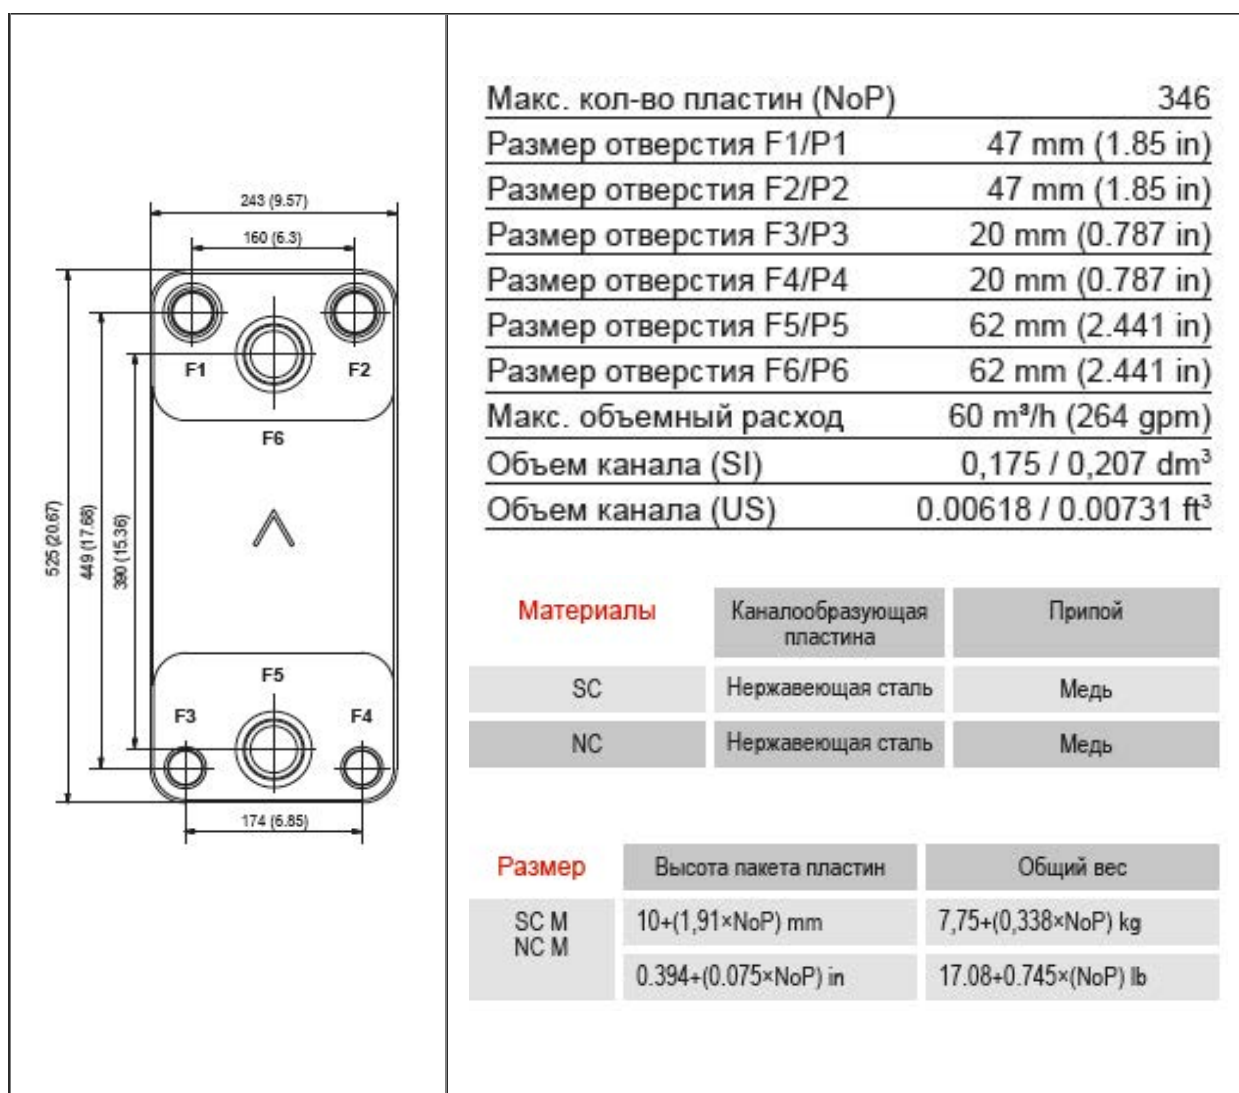 243 (9.57)
160 (6.3)
F1
F2
F6
525 (20.67)
449 (17.68)
390 (15.36)
F5
F3
F4
174 (6.85)
Макс. кол-во пластин (NoP) 346
Размер отверстия F1/P1 47 mm (1.85 in)
Размер отверстия F2/P2 47 mm (1.85 in)
Размер отверстия F3/P3 20 mm (0.787 in)
Размер отверстия F4/P4 20 mm (0.787 in)
Размер отверстия F5/P5 62 mm (2.441 in)
Размер отверстия F6/P6 62 mm (2.441 in)
Макс. объемный расход 60 m³/h (264 gpm)
Объем канала (SI) 0,175 / 0,207 dm³
Объем канала (US) 0.00618 / 0.00731 ft³
Материалы Каналообразующая Припой
пластина
SC Нержавеющая сталь Медь
NC Нержавеющая сталь Медь
Размер Высота пакета пластин Общий вес
SC M 10+(1,91×NoP) mm 7,75+(0,338×NoP) kg
NC M
0.394+(0.075×NoP) in 17.08+0.745×(NoP) lb